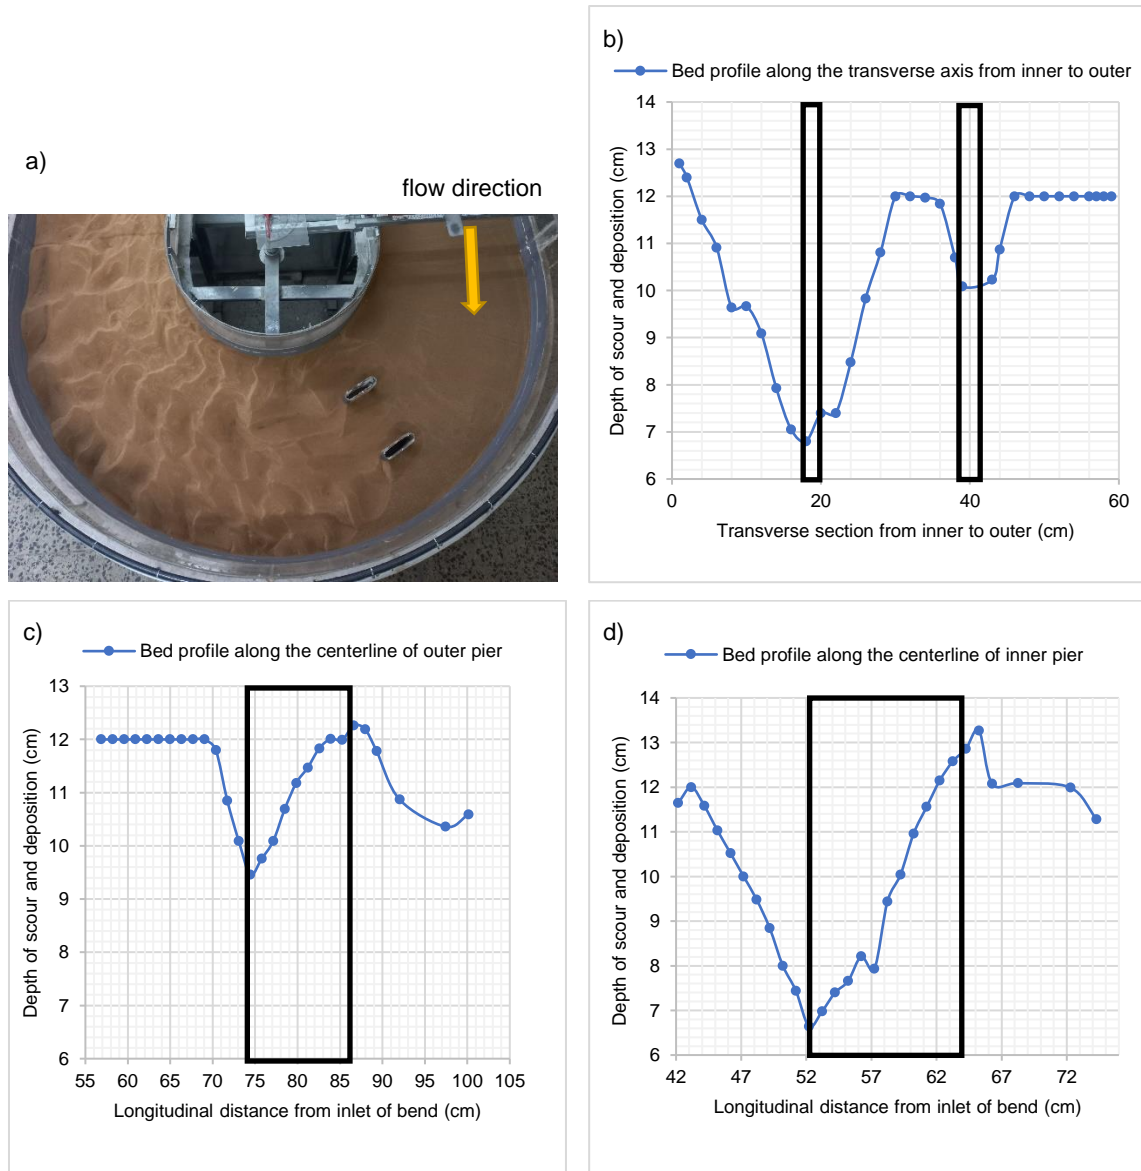 a)
flow direction
b)
Bed profile along the transverse axis from inner to outer
Depth of scour and deposition (cm)
14
13
12
11
10
9
8
7
6
0 20 40 60
Transverse section from inner to outer (cm)
c)
Bed profile along the centerline of outer pier
Depth of scour and deposition (cm)
13
12
11
10
9
8
7
6
55 60 65 70 75 80 85 90 95 100 105
Longitudinal distance from inlet of bend (cm)
d)
Bed profile along the centerline of inner pier
Depth of scour and deposition (cm)
14
13
12
11
10
9
8
7
6
42 47 52 57 62 67 72
Longitudinal distance from inlet of bend (cm)